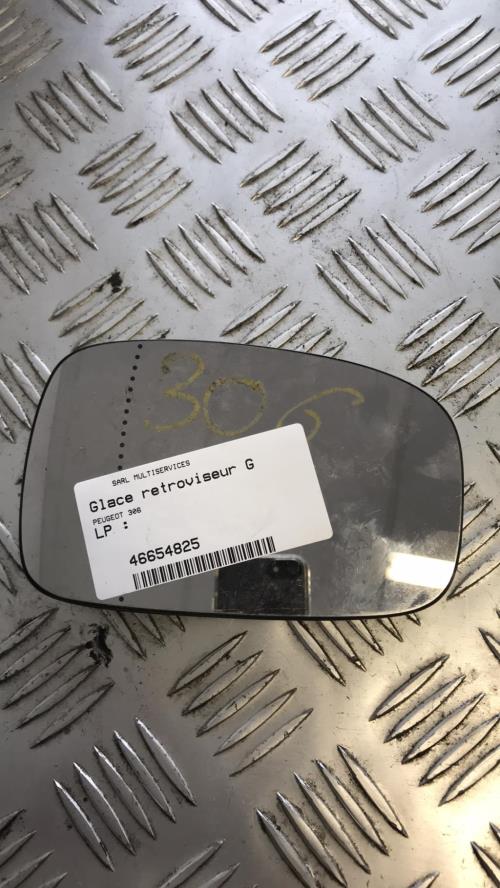 306
SARL MULTISERVICES
Glace retroviseur G
PEUGEOT 306
LP :
46654825